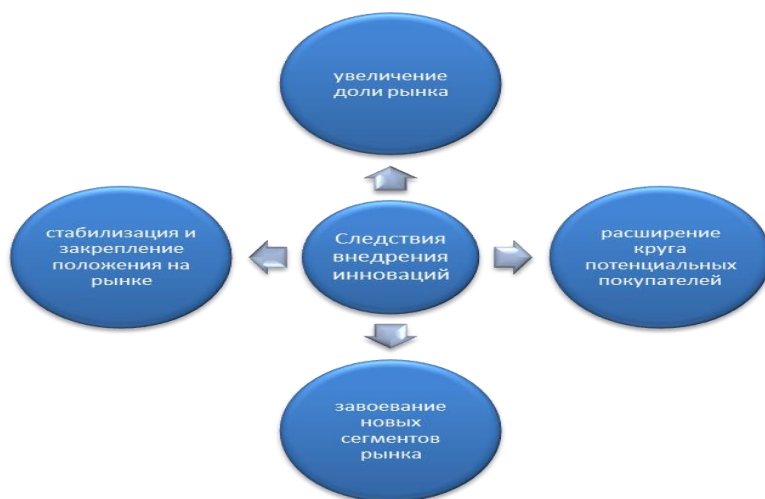 увеличение
доли рынка
стабилизация и
закрепление
положения на
рынке
Следствия
внедрения
инноваций
расширение
круга
потенциальных
покупателей
завоевание
новых
сегментов
рынка